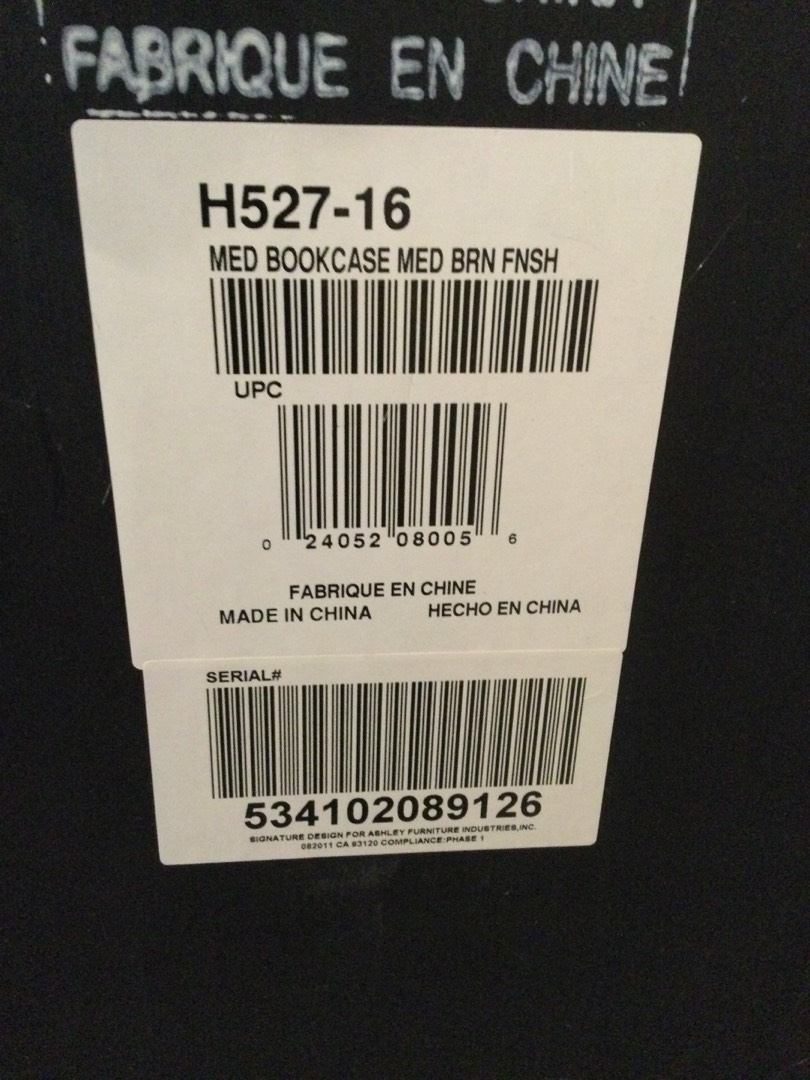 FABRIQUE EN CHINE
H527-16
MED BOOKCASE MED BRN FNSH
UPC
0 24052 08005 6
FABRIQUE EN CHINE
MADE IN CHINA HECHO EN CHINA
SERIAL#
534102089126
SIGNATURE DESIGN FOR ASHLEY FURNITURE INDUSTRIES,INC.
082011 CA 93120 COMPLIANCE:PHASE 1